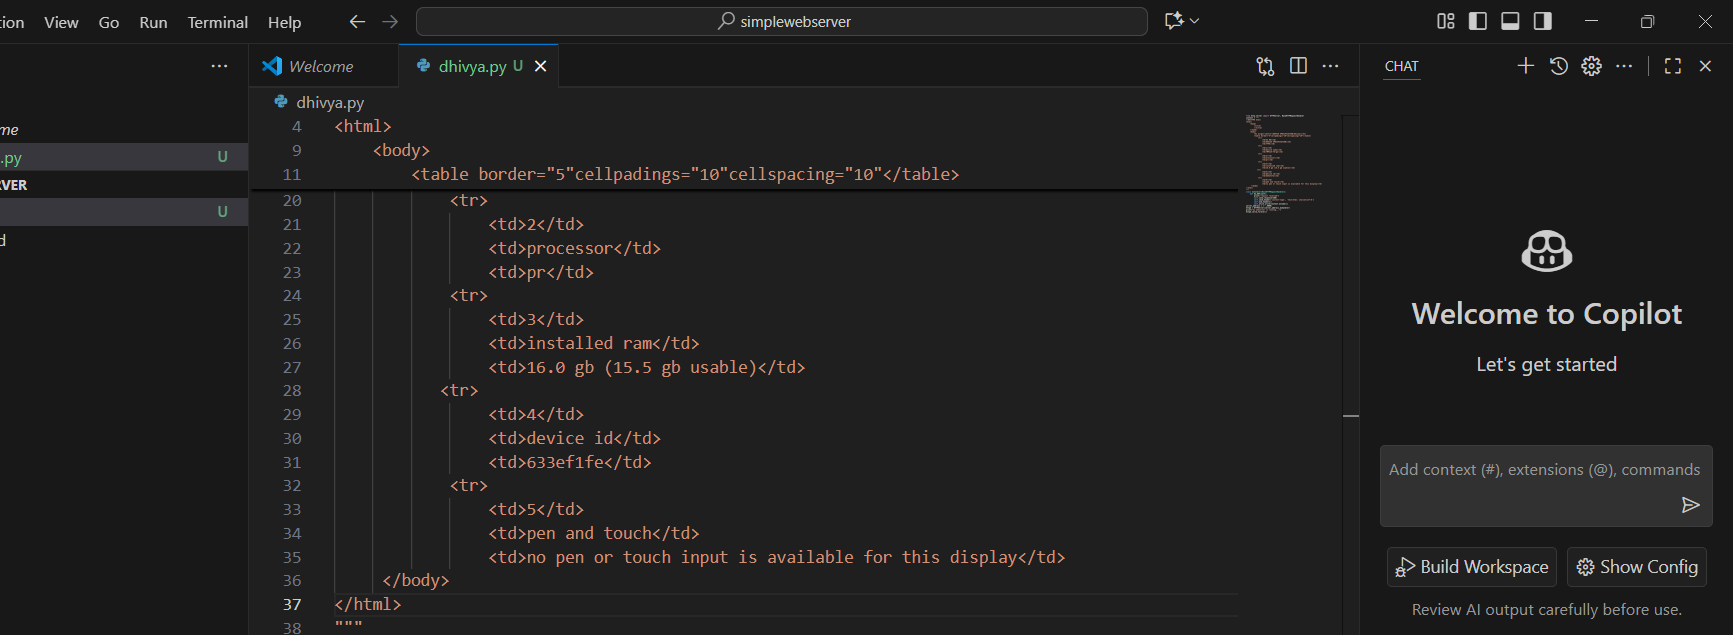 ion View Go Run Terminal Help simplewebserver
Welcome dhivya.py U
CHAT
dhivya.py
me
.py U
VER
U
d
4 <html>
9 <body>
11 <table border="5"cellpadings="10"cellspacing="10"</table>
20 <tr>
21 <td>2</td>
22 <td>processor</td>
23 <td>pr</td>
24 <tr>
25 <td>3</td>
26 <td>installed ram</td>
27 <td>16.0 gb (15.5 gb usable)</td>
28 <tr>
29 <td>4</td>
30 <td>device id</td>
31 <td>633ef1fe</td>
32 <tr>
33 <td>5</td>
34 <td>pen and touch</td>
35 <td>no pen or touch input is available for this display</td>
36 </body>
37 </html>
38 """
Welcome to Copilot
Let's get started
Add context (#), extensions (@), commands
Build Workspace Show Config
Review AI output carefully before use.